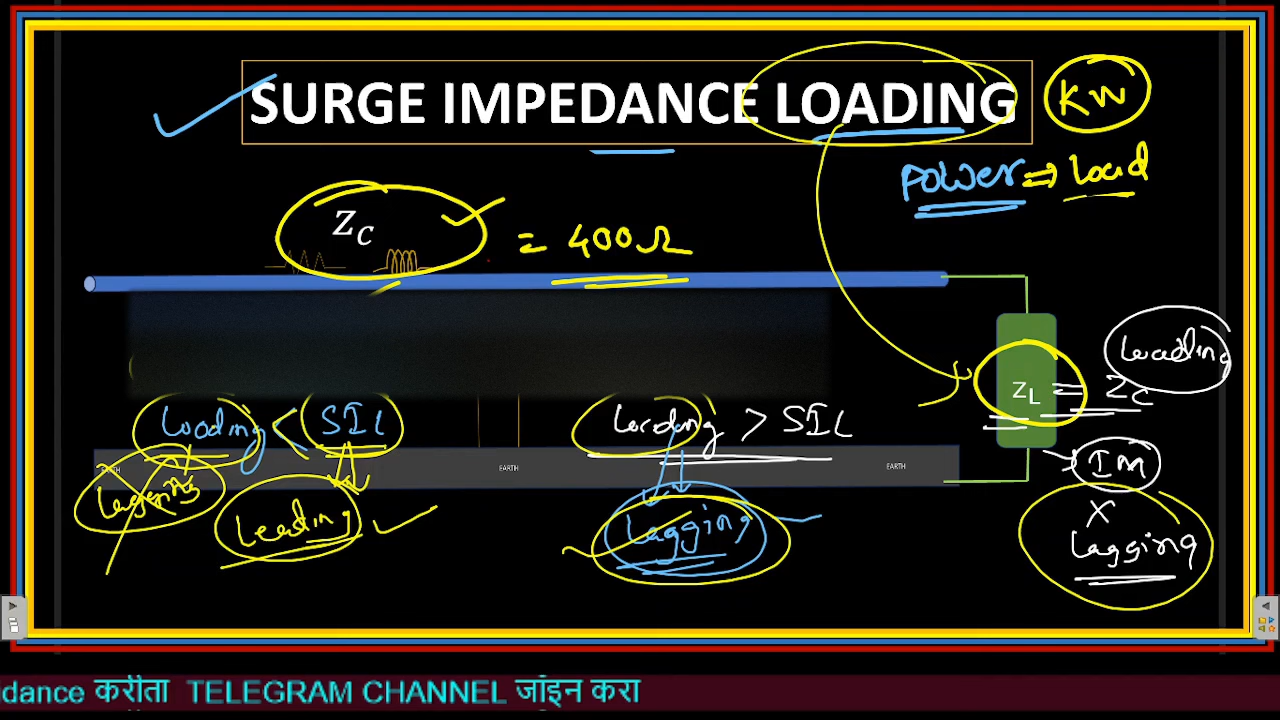 SURGE IMPEDANCE LOADING
KW
Power ⇒ Load
Z_C = 400Ω
Z_L = Z_C
Loading
Loading < SIL
Loading > SIL
IM
EARTH
EARTH
EARTH
Lagging
Leading
Lagging
X
Lagging
idance करीता TELEGRAM CHANNEL जॉइन करा